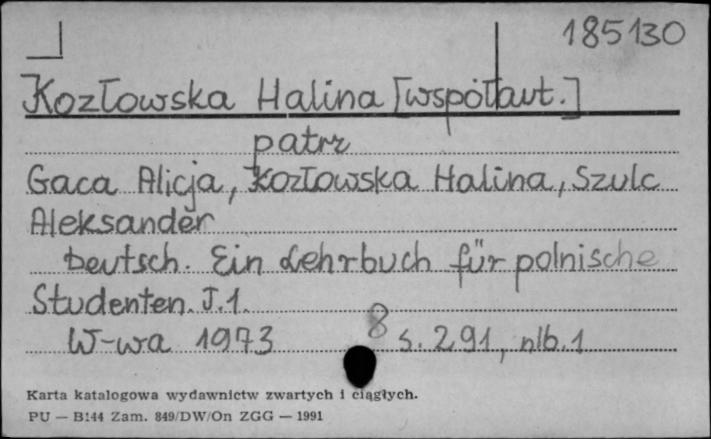 185130
Kozłowska Halina [współaut.]
patrz
Gaca Alicja, Kozłowska Halina, Szulc
Aleksander
Deutsch. Ein Lehrbuch für polnische
Studenten. T.1.
W-wa 1973 8 s. 291, nlb.1
Karta katalogowa wydawnictw zwartych i ciągłych.
PU — B144 Zam. 849/DW/On ZGG — 1991